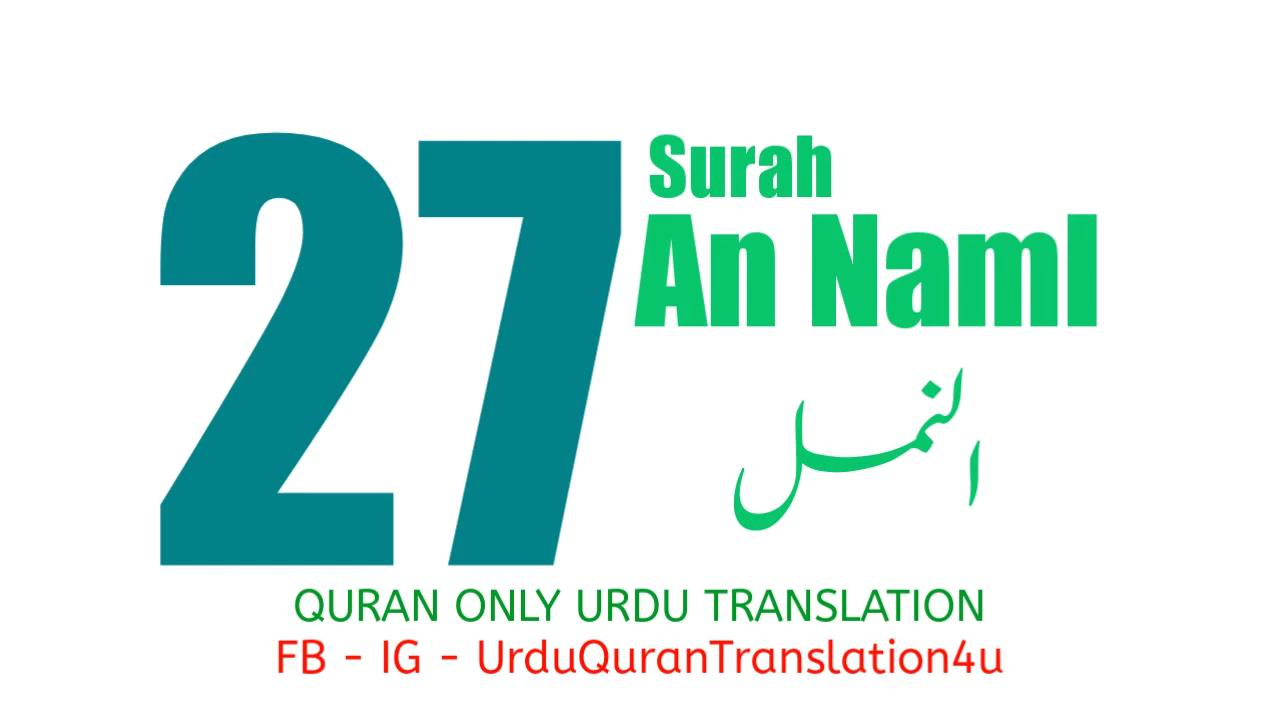 27
Surah
An Naml
النمل
QURAN ONLY URDU TRANSLATION
FB - IG - UrduQuranTranslation4u